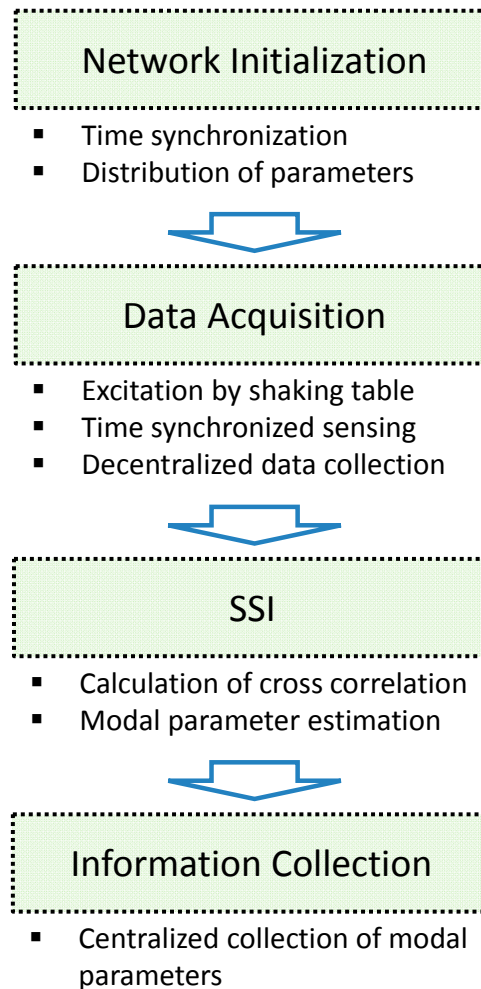 Network Initialization
▪ Time synchronization
▪ Distribution of parameters
Data Acquisition
▪ Excitation by shaking table
▪ Time synchronized sensing
▪ Decentralized data collection
SSI
▪ Calculation of cross correlation
▪ Modal parameter estimation
Information Collection
▪ Centralized collection of modal
parameters